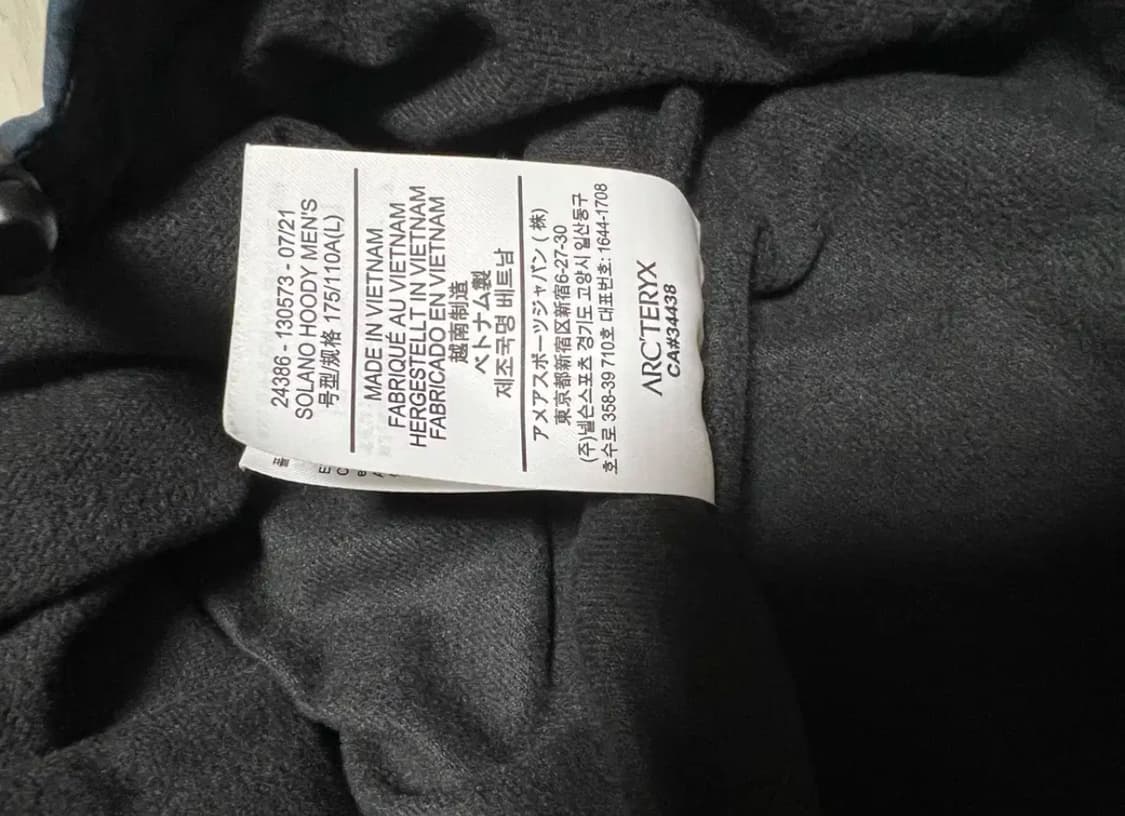 24386 - 130573 - 07/21
SOLANO HOODY MEN'S
号型/规格 175/110A(L)
MADE IN VIETNAM
FABRIQUÉ AU VIETNAM
HERGESTELLT IN VIETNAM
FABRICADO EN VIETNAM
越南制造
ベトナム製
제조국명 베트남
アメアスポーツジャパン (株)
東京都新宿区新宿6-27-30
(주)넬슨스포츠 경기도 고양시 일산동구
호수로 358-39 710호 대표번호: 1644-1708
ARC'TERYX
CA#34438